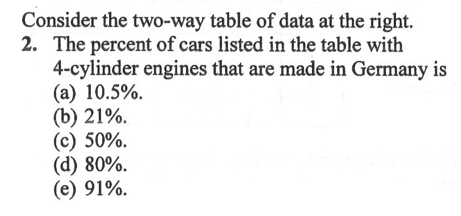 Consider the two-way table of data at the right.
2. The percent of cars listed in the table with
4-cylinder engines that are made in Germany is
(a) 10.5%.
(b) 21%.
(c) 50%.
(d) 80%.
(e) 91%.